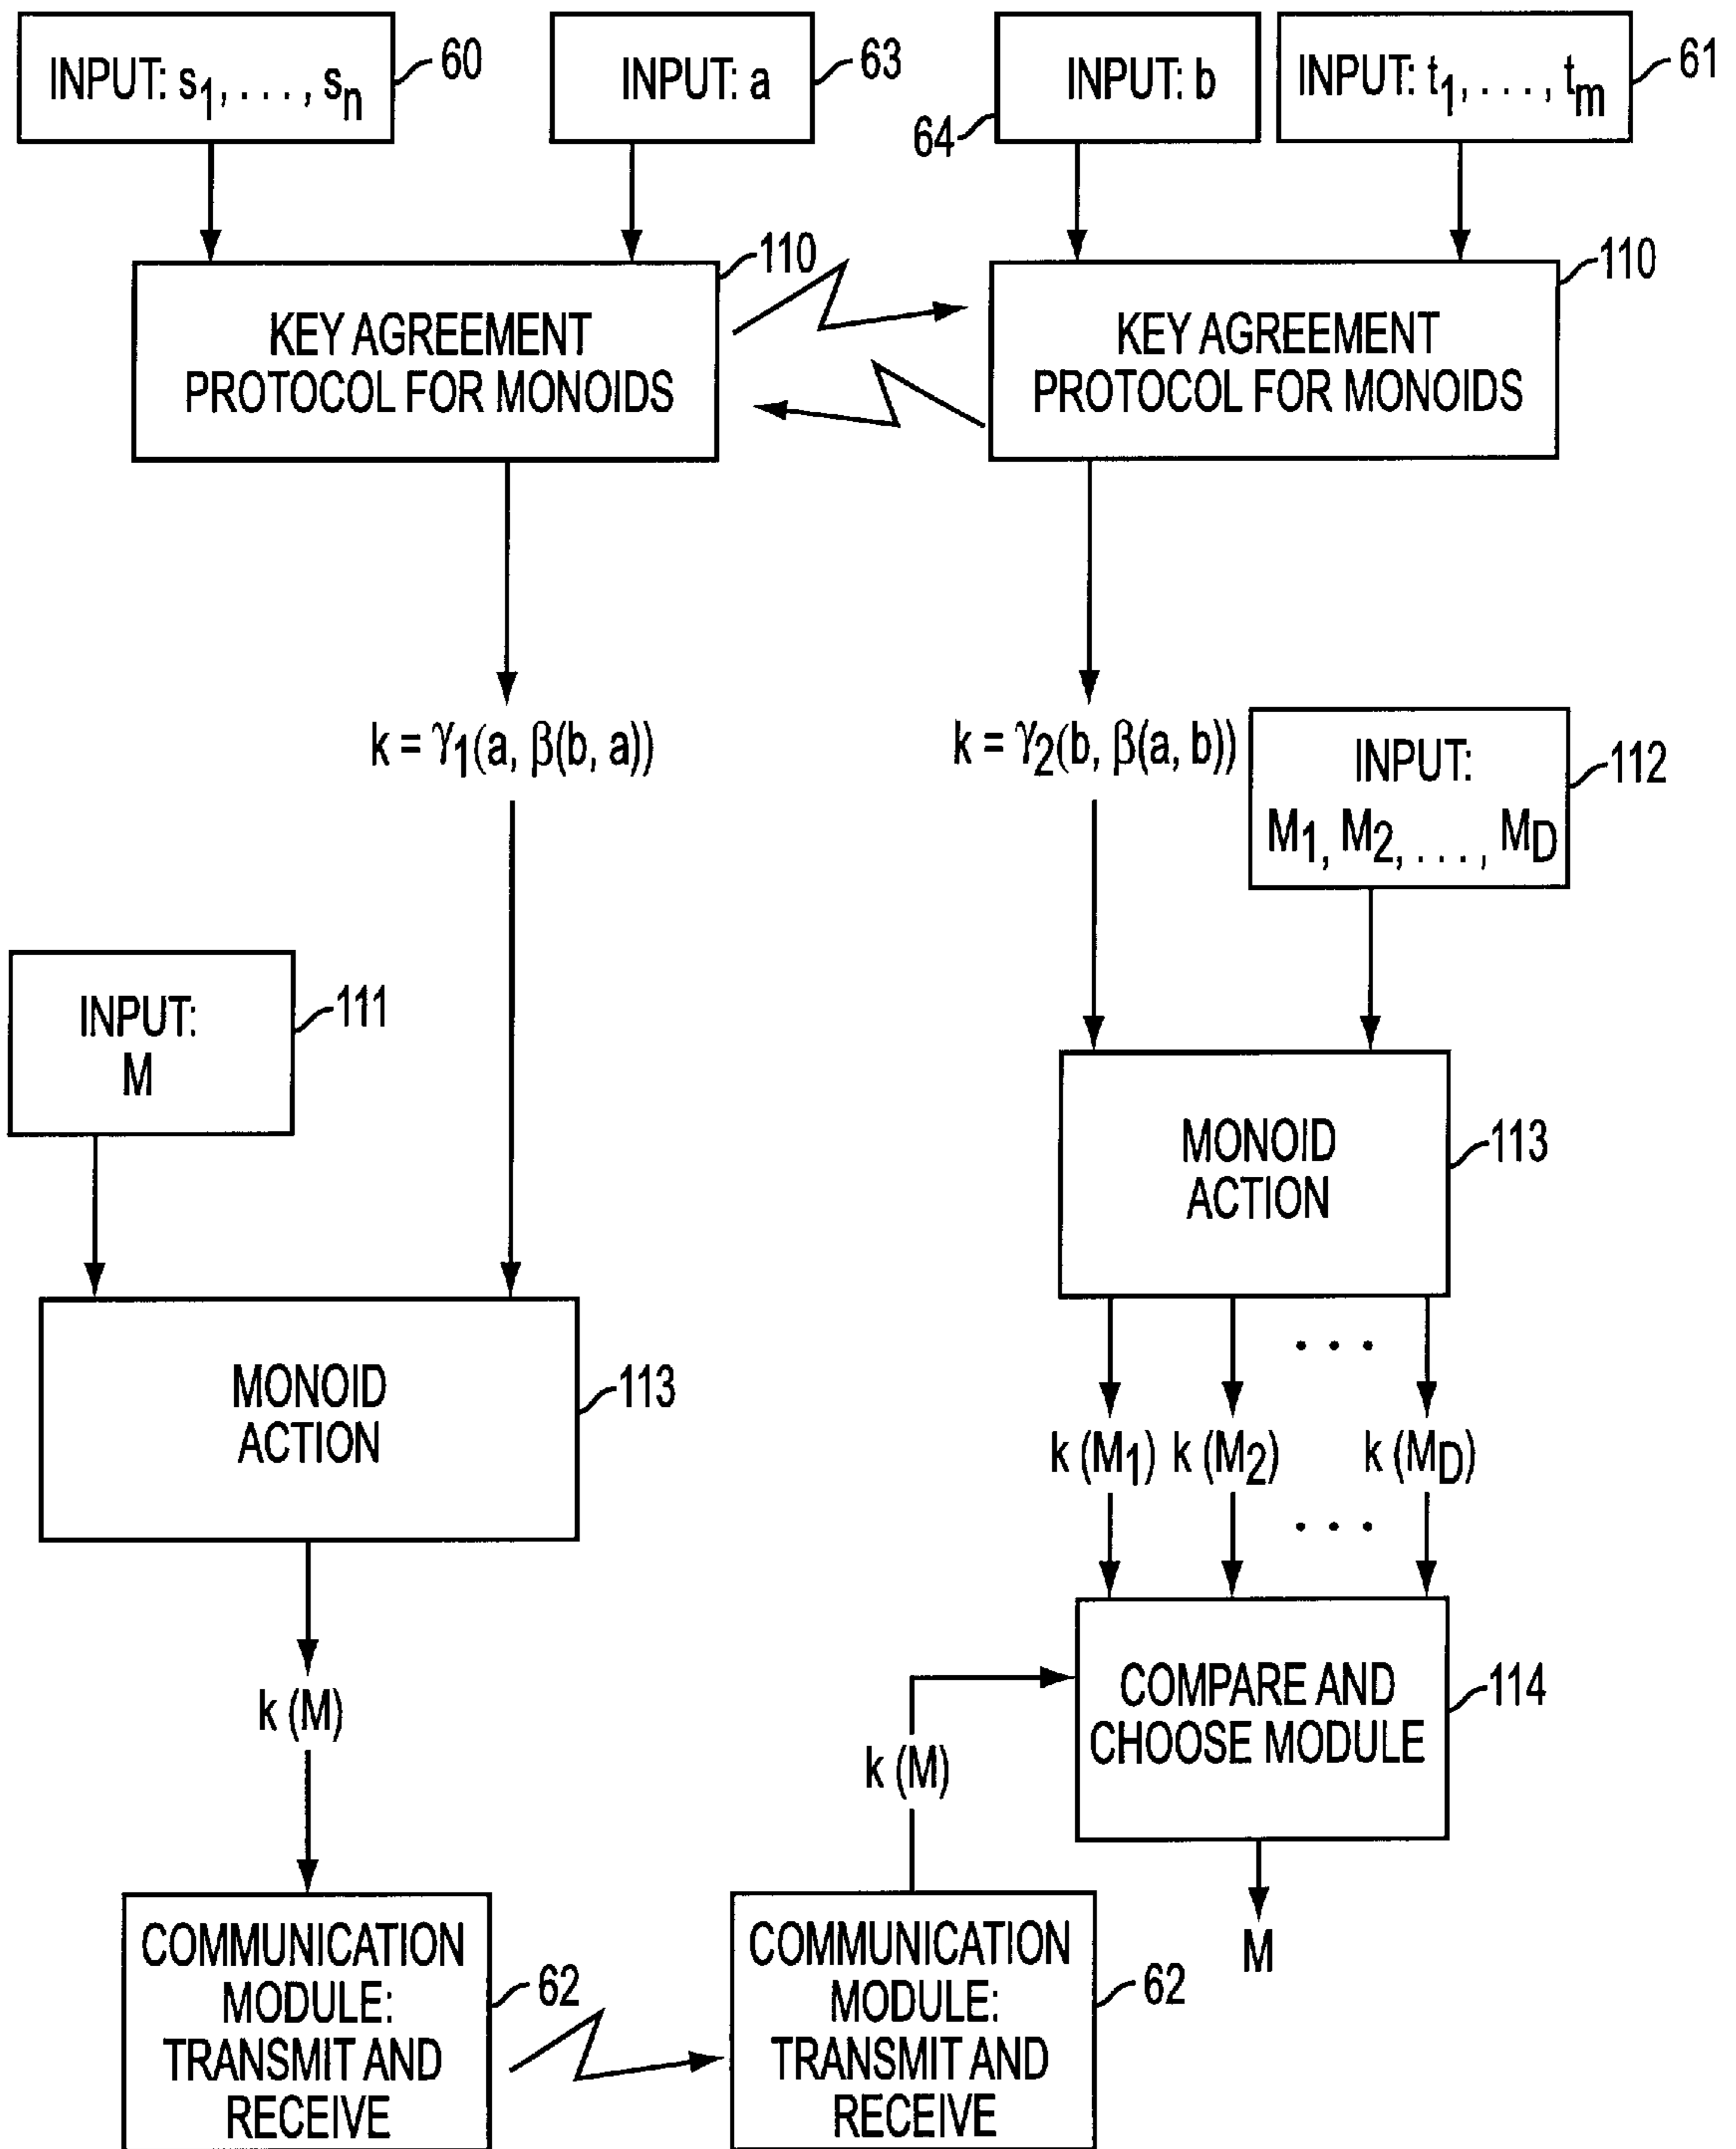 INPUT: s1, . . . , sn
60
INPUT: a
63
INPUT: b
64
INPUT: t1, . . . , tm
61
KEY AGREEMENT
PROTOCOL FOR MONOIDS
110
KEY AGREEMENT
PROTOCOL FOR MONOIDS
110
k = γ1(a, β(b, a))
k = γ2(b, β(a, b))
INPUT:
M1, M2, . . . , MD
112
INPUT:
M
111
MONOID
ACTION
113
MONOID
ACTION
113
. . .
k (M1) k (M2) k (MD)
. . .
k (M)
COMPARE AND
CHOOSE MODULE
114
k (M)
M
COMMUNICATION
MODULE:
TRANSMIT AND
RECEIVE
62
COMMUNICATION
MODULE:
TRANSMIT AND
RECEIVE
62